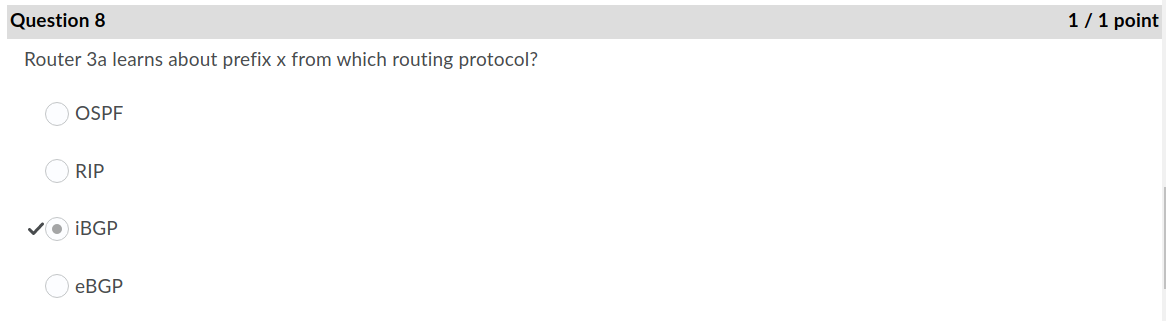 Question 8 1 / 1 point
Router 3a learns about prefix x from which routing protocol?
OSPF
RIP
iBGP
eBGP